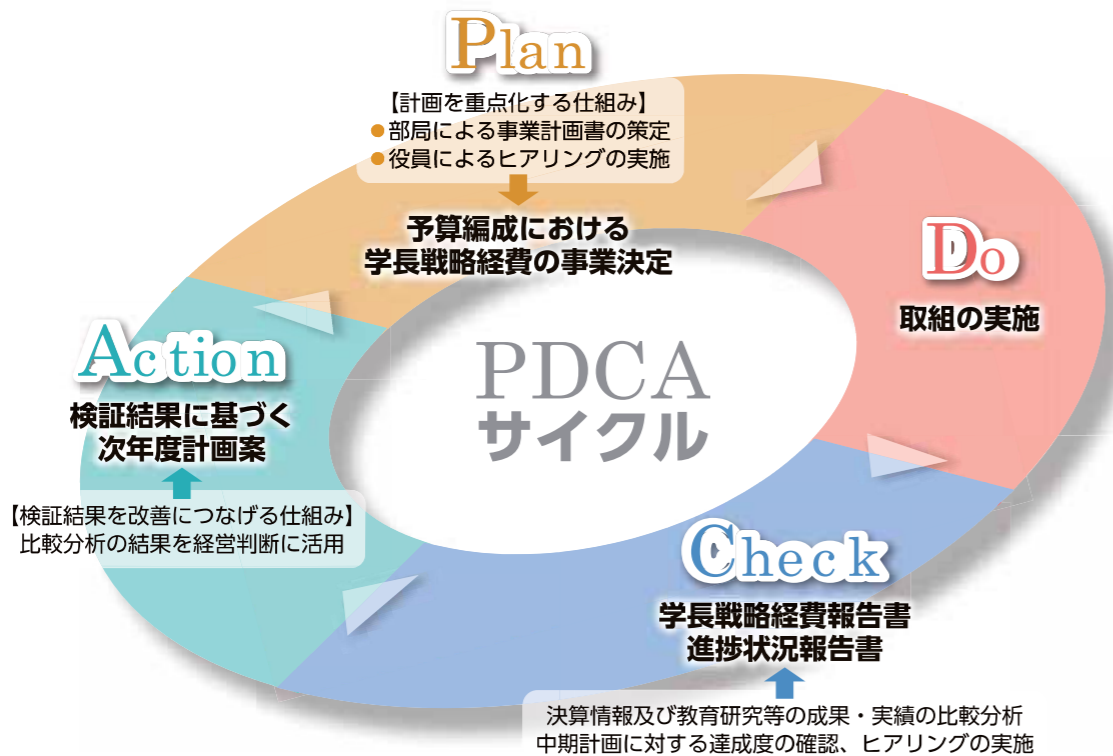 Plan
【計画を重点化する仕組み】
●部局による事業計画書の策定
●役員によるヒアリングの実施
予算編成における
学長戦略経費の事業決定
Do
取組の実施
PDCA
サイクル
Action
検証結果に基づく
次年度計画案
【検証結果を改善につなげる仕組み】
比較分析の結果を経営判断に活用
Check
学長戦略経費報告書
進捗状況報告書
決算情報及び教育研究等の成果・実績の比較分析
中期計画に対する達成度の確認、ヒアリングの実施